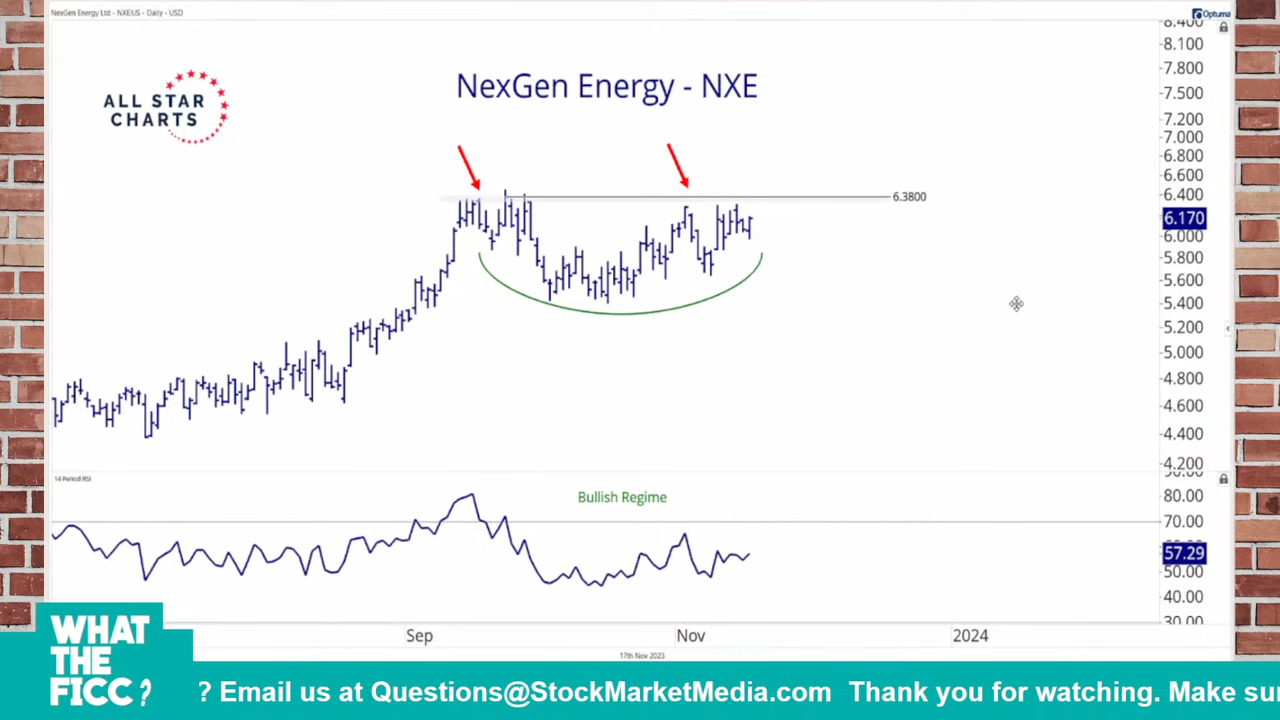 NexGen Energy Ltd - NXE:US - Daily - USD
Optuma
ALL STAR
CHARTS
NexGen Energy - NXE
8.400
8.100
7.800
7.500
7.200
7.000
6.800
6.600
6.400
6.3800
6.170
6.000
5.800
5.600
5.400
5.200
5.000
4.800
4.600
4.400
4.200
14 Period RSI
Bullish Regime
90.00
80.00
70.00
57.29
50.00
40.00
30.00
Sep
Nov
2024
17th Nov 2023
WHAT
THE
FICC?
? Email us at Questions@StockMarketMedia.com Thank you for watching. Make sur